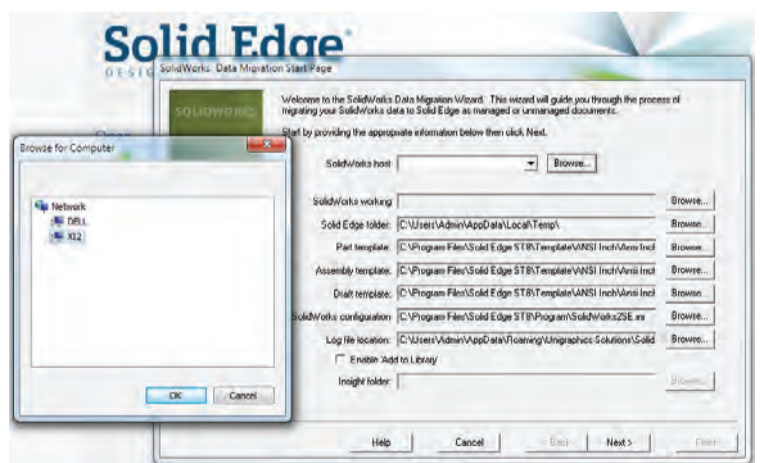 Solid Edge
DESIG
SolidWorks Data Migration Start Page
SOLIDWORKS
Welcome to the SolidWorks Data Migration Wizard. This wizard will guide you through the process of
migrating your SolidWorks data to Solid Edge as managed or unmanaged documents.
Start by providing the appropriate information below then click Next.
SolidWorks host
Browse...
SolidWorks working
Browse...
Solid Edge folder: C:\Users\Admin\AppData\Local\Temp\
Browse...
Part template: C:\Program Files\Solid Edge ST8\Template\ANSI Inch\Ansi Incl
Browse...
Assembly template: C:\Program Files\Solid Edge ST8\Template\ANSI Inch\Ansi Incl
Browse...
Draft template: C:\Program Files\Solid Edge ST8\Template\ANSI Inch\Ansi Incl
Browse...
SolidWorks configuration C:\Program Files\Solid Edge ST8\Program\SolidWorks2SE.ini
Browse...
Log file location: C:\Users\Admin\AppData\Roaming\Unigraphics Solutions\Solid
Browse...
Enable 'Add to Library'
Insight folder:
Browse...
Help
Cancel
< Back
Next >
Finish
Browse for Computer
Network
DELL
OK
Cancel